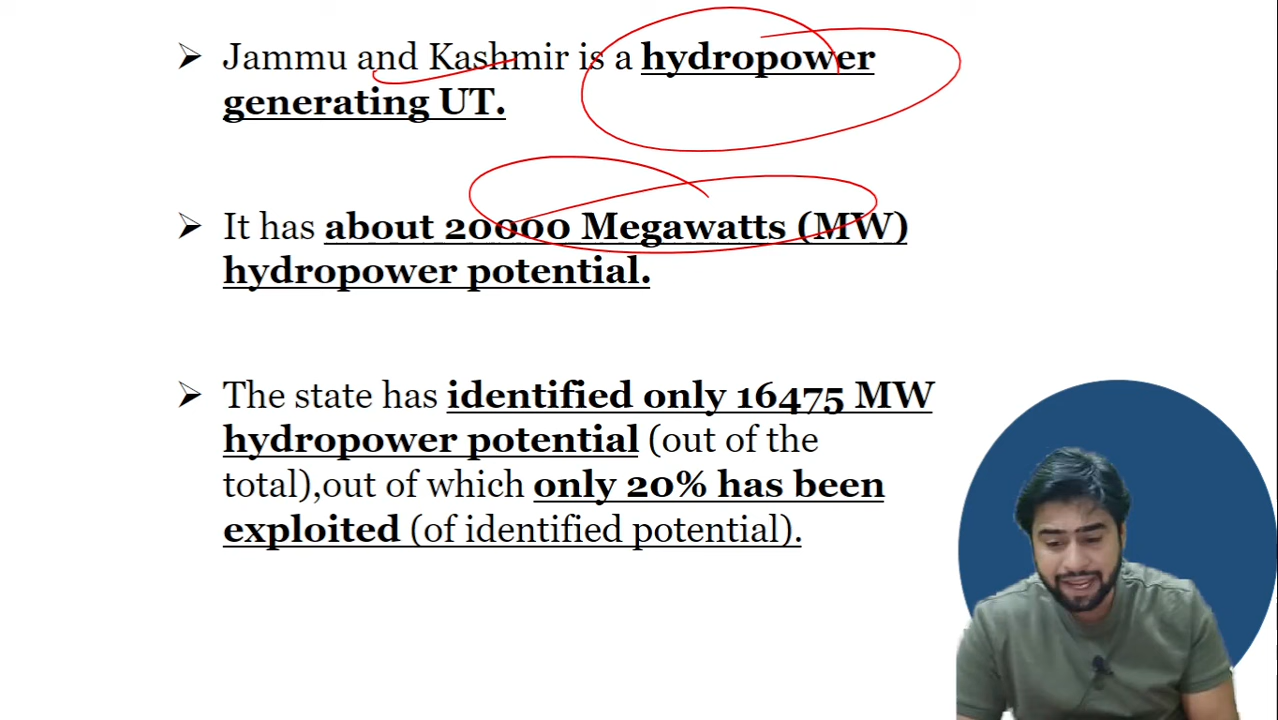 Jammu and Kashmir is a hydropower
generating UT.
It has about 20000 Megawatts (MW)
hydropower potential.
The state has identified only 16475 MW
hydropower potential (out of the
total),out of which only 20% has been
exploited (of identified potential).